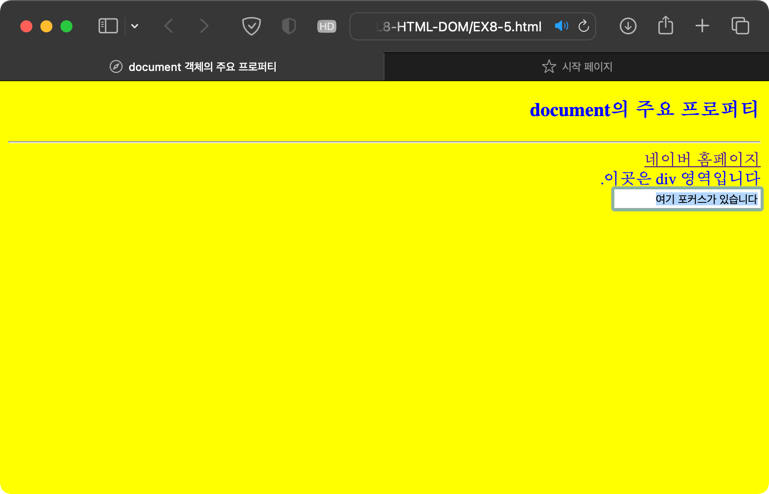 HD
L8-HTML-DOM/EX8-5.html
document 객체의 주요 프로퍼티
시작 페이지
document의 주요 프로퍼티
네이버 홈페이지
.이곳은 div 영역입니다
여기 포커스가 있습니다